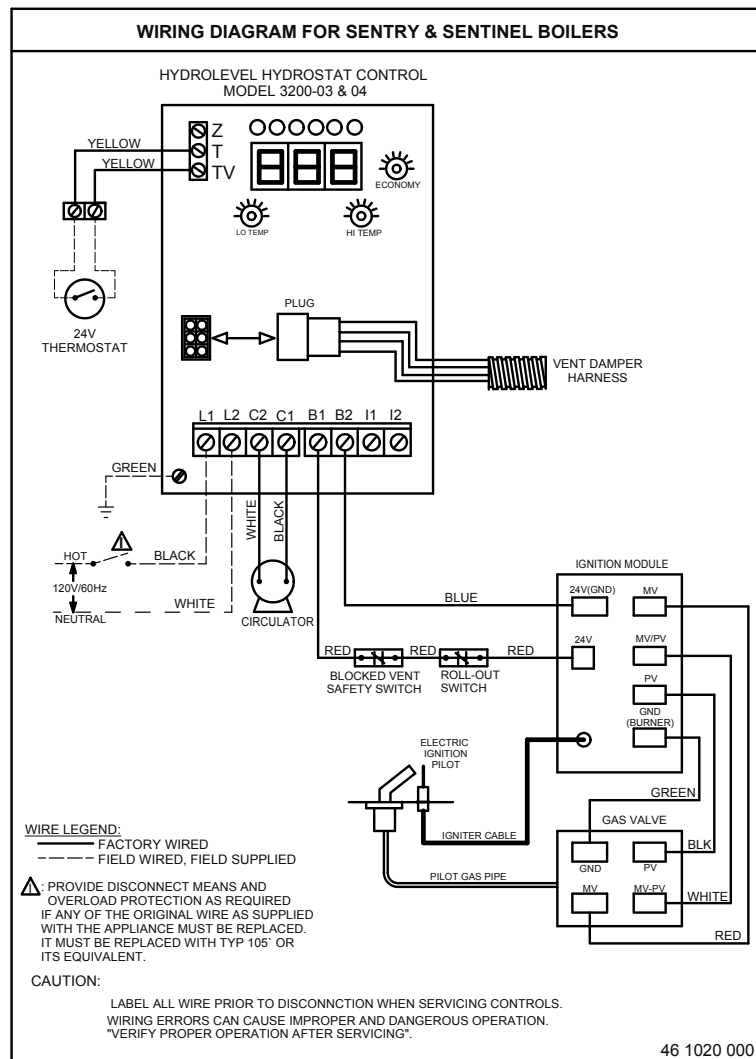 WIRING DIAGRAM FOR SENTRY & SENTINEL BOILERS
HYDROLEVEL HYDROSTAT CONTROL
MODEL 3200-03 & 04
Z
T
TV
YELLOW
YELLOW
888
ECONOMY
LO TEMP
HI TEMP
24V
THERMOSTAT
PLUG
VENT DAMPER
HARNESS
L1 L2 C2 C1 B1 B2 I1 I2
GREEN
WHITE
BLACK
HOT
BLACK
120V/60Hz
WHITE
NEUTRAL
CIRCULATOR
BLUE
RED
RED
RED
BLOCKED VENT
SAFETY SWITCH
ROLL-OUT
SWITCH
IGNITION MODULE
24V(GND)
MV
24V
MV/PV
PV
GND
(BURNER)
ELECTRIC
IGNITION
PILOT
IGNITER CABLE
PILOT GAS PIPE
GREEN
GAS VALVE
GND
PV
BLK
MV
MV-PV
WHITE
RED
WIRE LEGEND:
FACTORY WIRED
FIELD WIRED, FIELD SUPPLIED
! : PROVIDE DISCONNECT MEANS AND
OVERLOAD PROTECTION AS REQUIRED
IF ANY OF THE ORIGINAL WIRE AS SUPPLIED
WITH THE APPLIANCE MUST BE REPLACED.
IT MUST BE REPLACED WITH TYP 105` OR
ITS EQUIVALENT.
CAUTION:
LABEL ALL WIRE PRIOR TO DISCONNCTION WHEN SERVICING CONTROLS.
WIRING ERRORS CAN CAUSE IMPROPER AND DANGEROUS OPERATION.
"VERIFY PROPER OPERATION AFTER SERVICING".
46 1020 000